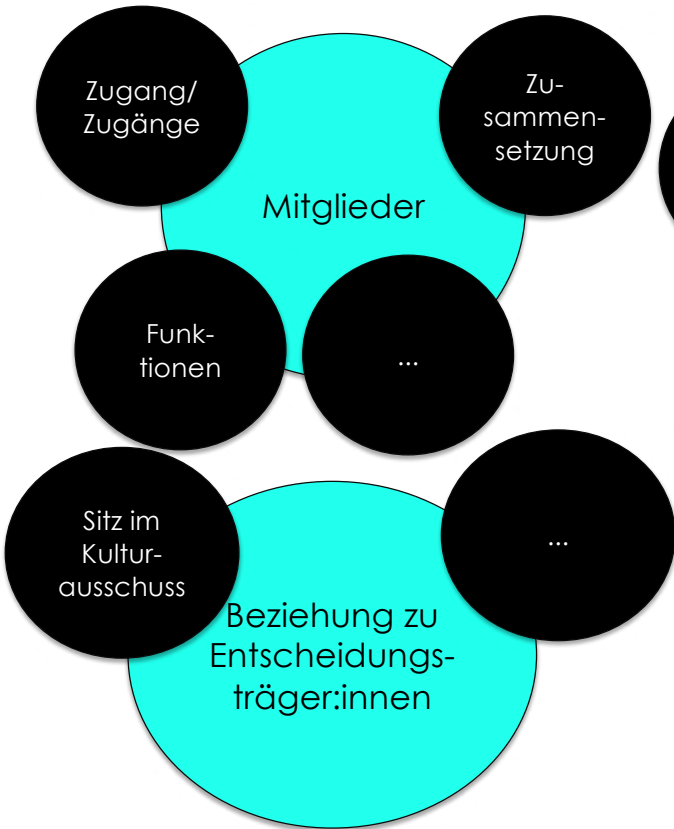 Zugang/
Zugänge
Zu-
sammen-
setzung
Mitglieder
Funk-
tionen
...
Sitz im
Kultur-
ausschuss
...
Beziehung zu
Entscheidungs-
träger:innen